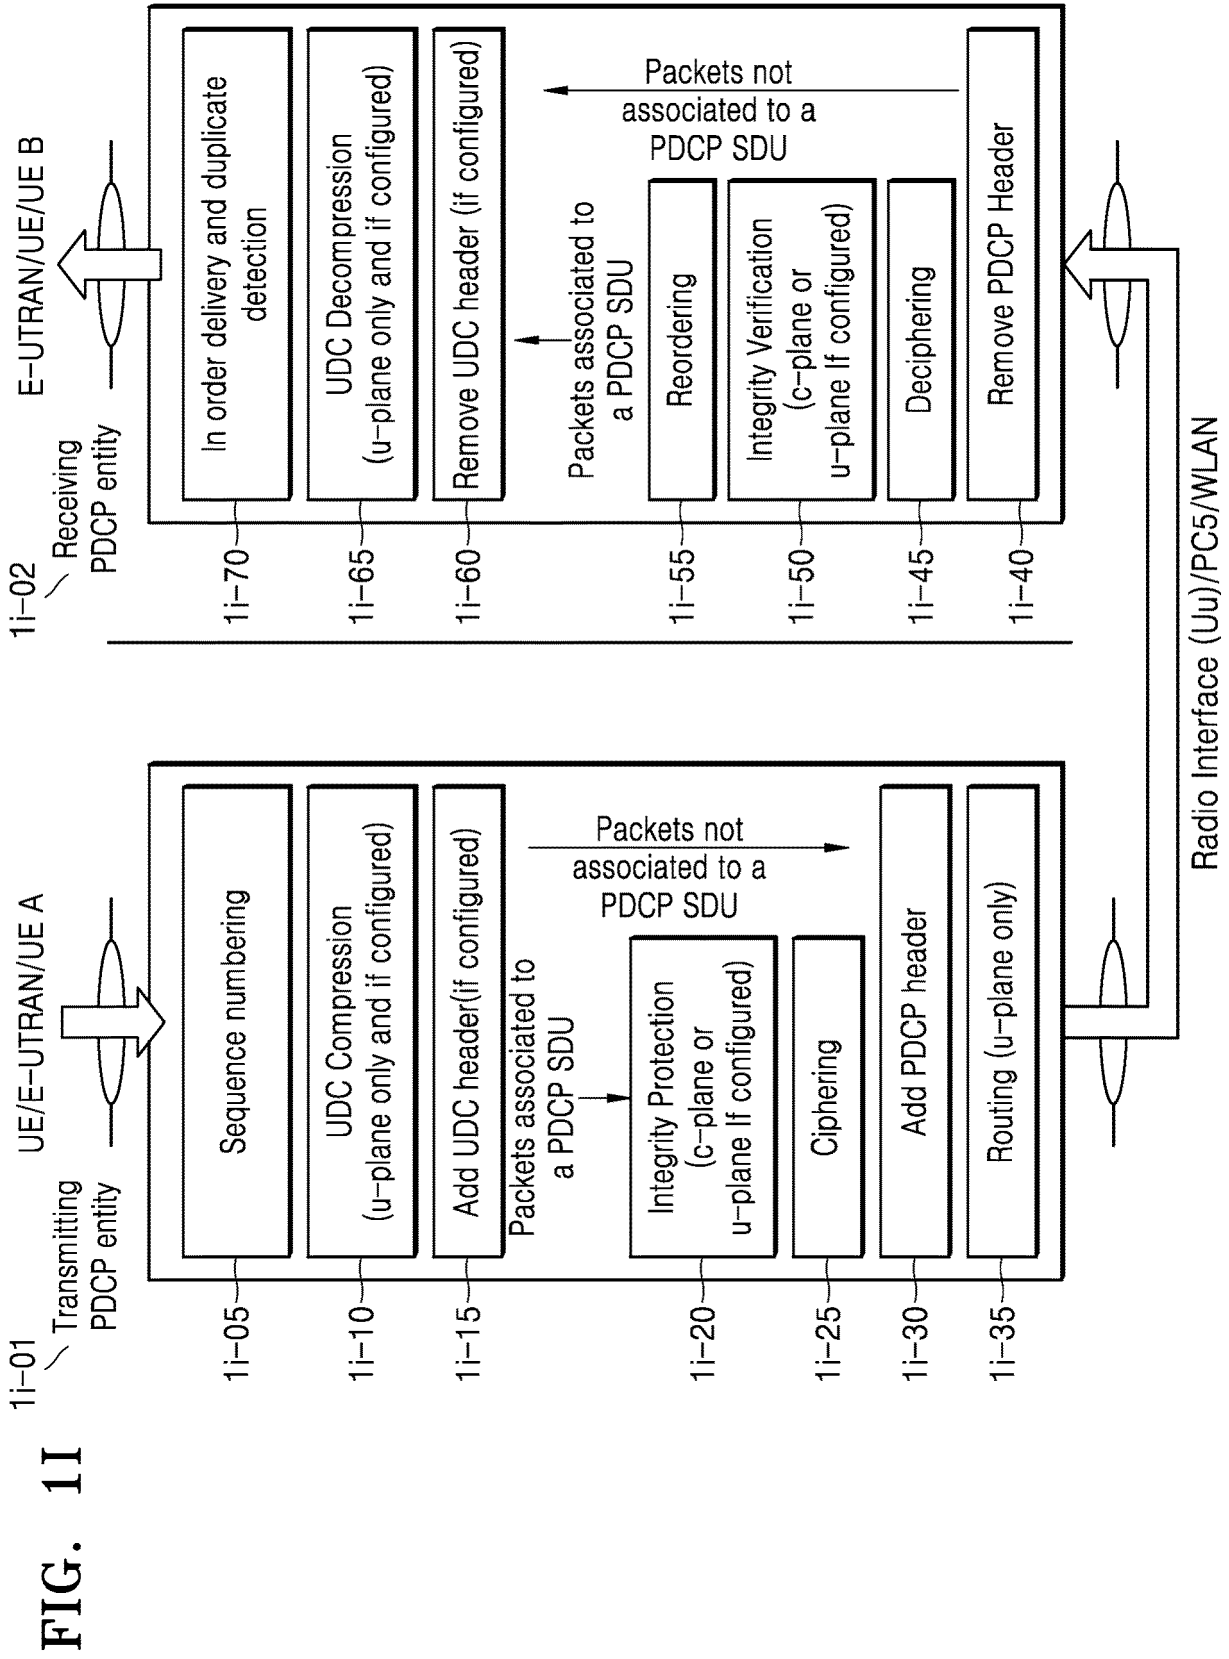 FIG. 1I
1i-01
Transmitting
PDCP entity
UE/E-UTRAN/UE A
1i-05
Sequence numbering
1i-10
UDC Compression
(u-plane only and if configured)
1i-15
Add UDC header(if configured)
Packets associated to
a PDCP SDU
Packets not
associated to a
PDCP SDU
1i-20
Integrity Protection
(c-plane or
u-plane If configured)
1i-25
Ciphering
1i-30
Add PDCP header
1i-35
Routing (u-plane only)
1i-02
Receiving
PDCP entity
E-UTRAN/UE/UE B
1i-70
In order delivery and duplicate
detection
1i-65
UDC Decompression
(u-plane only and if configured)
1i-60
Remove UDC header (if configured)
Packets associated to
a PDCP SDU
Packets not
associated to a
PDCP SDU
1i-55
Reordering
1i-50
Integrity Verification
(c-plane or
u-plane If configured)
1i-45
Deciphering
1i-40
Remove PDCP Header
Radio Interface (Uu)/PC5/WLAN